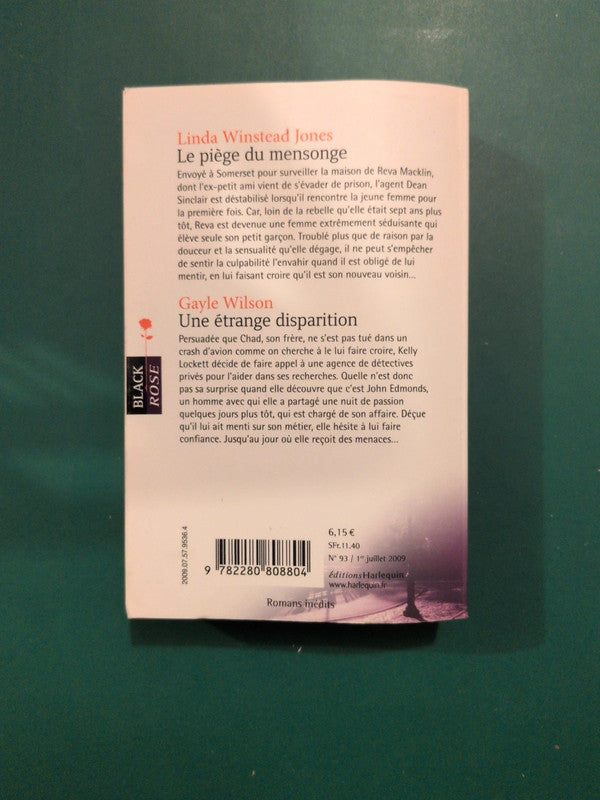 Linda Winstead Jones
Le piège du mensonge
Envoyé à Somerset pour surveiller la maison de Reva Macklin,
dont l'ex-petit ami vient de s'évader de prison, l'agent Dean
Sinclair est déstabilisé lorsqu'il rencontre la jeune femme pour
la première fois. Car, loin de la rebelle qu'elle était sept ans plus
tôt, Reva est devenue une femme extrêmement séduisante qui
élève seule son petit garçon. Troublé plus que de raison par la
douceur et la sensualité qu'elle dégage, il ne peut s'empêcher
de sentir la culpabilité l'envahir quand il est obligé de lui
mentir, en lui faisant croire qu'il est son nouveau voisin...
Gayle Wilson
Une étrange disparition
Persuadée que Chad, son frère, ne s'est pas tué dans un
crash d'avion comme on cherche à le lui faire croire, Kelly
Lockett décide de faire appel à une agence de détectives
privés pour l'aider dans ses recherches. Quelle n'est donc
pas sa surprise quand elle découvre que c'est John Edmonds,
un homme avec qui elle a partagé une nuit de passion
quelques jours plus tôt, qui est chargé de son affaire. Déçue
qu'il lui ait menti sur son métier, elle hésite à lui faire
confiance. Jusqu'au jour où elle reçoit des menaces...
BLACK
ROSE
2009.07.57.9536.4
9 782280 808804
6,15 €
SFr.11.40
N° 93 / 1er juillet 2009
éditionsHarlequin
www.harlequin.fr
Romans inédits